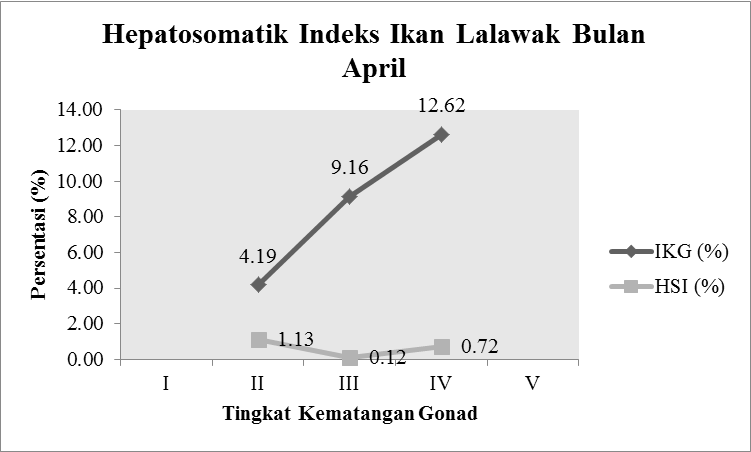 Hepatosomatik Indeks Ikan Lalawak Bulan
April
Persentasi (%)
14.00
12.00
10.00
8.00
6.00
4.00
2.00
0.00
4.19
9.16
12.62
1.13
0.12
0.72
I II III IV V
Tingkat Kematangan Gonad
IKG (%)
HSI (%)